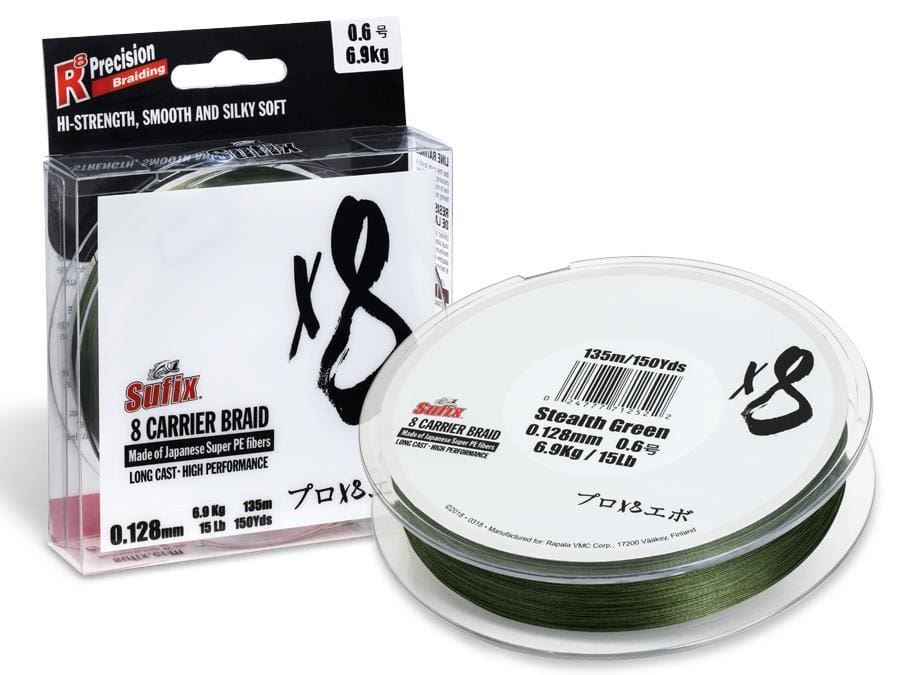 R8 Precision
Braiding
HI-STRENGTH, SMOOTH AND SILKY SOFT
0.6 号
6.9kg
x8
Sufix
8 CARRIER BRAID
Made of Japanese Super PE fibers
LONG CAST · HIGH PERFORMANCE
0.128mm
6.9 Kg
15 Lb
135m
150Yds
プロX8エ
135m/150Yds
Sufix
8 CARRIER BRAID
Made of Japanese Super PE fibers
LONG CAST · HIGH PERFORMANCE
Stealth Green
0.128mm 0.6号
6.9Kg / 15Lb
x8
プロX8エボ
©2018 • 0318 • Manufactured for: Rapala VMC Corp., 17200 Vääksy, Finland